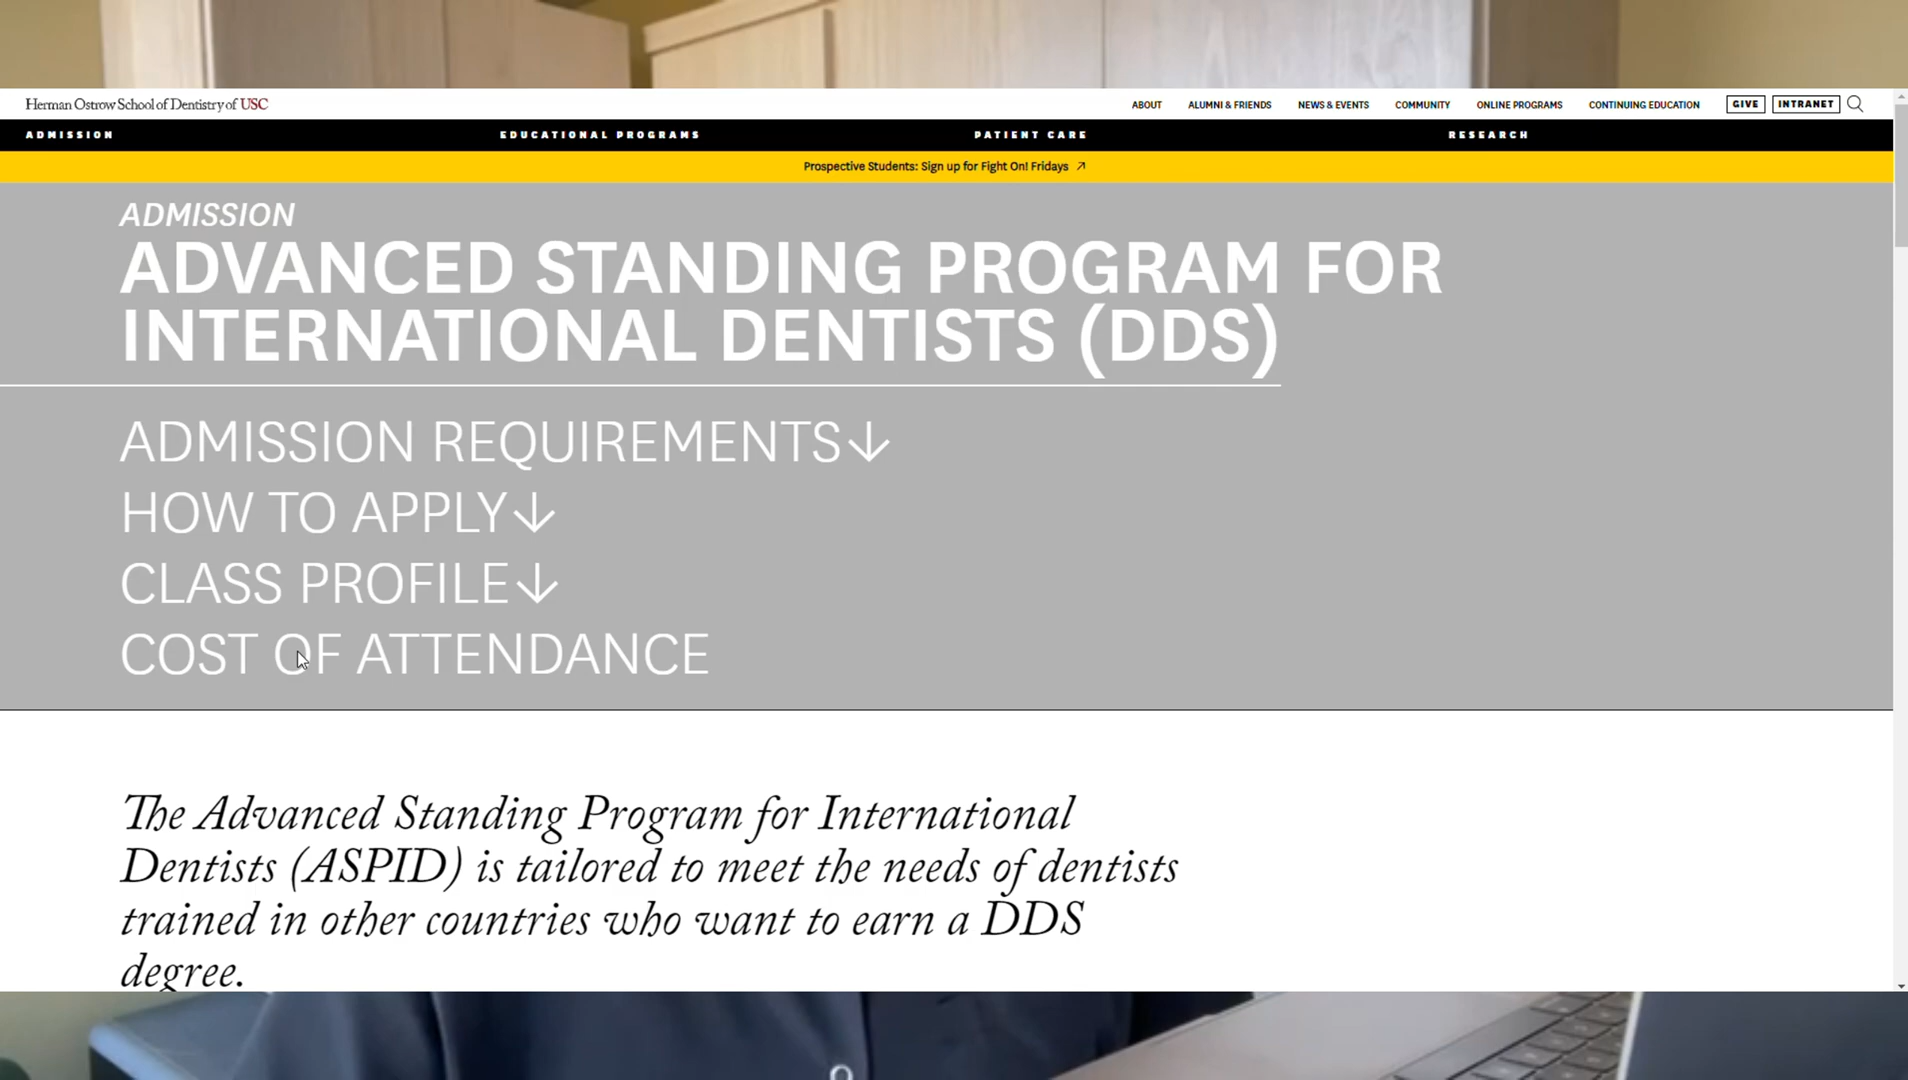 Herman Ostrow School of Dentistry of USC
ABOUT ALUMNI & FRIENDS NEWS & EVENTS COMMUNITY ONLINE PROGRAMS CONTINUING EDUCATION GIVE INTRANET
ADMISSION EDUCATIONAL PROGRAMS PATIENT CARE RESEARCH
Prospective Students: Sign up for Fight On! Fridays ↗
ADMISSION
ADVANCED STANDING PROGRAM FOR
INTERNATIONAL DENTISTS (DDS)
ADMISSION REQUIREMENTS↓
HOW TO APPLY↓
CLASS PROFILE↓
COST OF ATTENDANCE
The Advanced Standing Program for International
Dentists (ASPID) is tailored to meet the needs of dentists
trained in other countries who want to earn a DDS
degree.